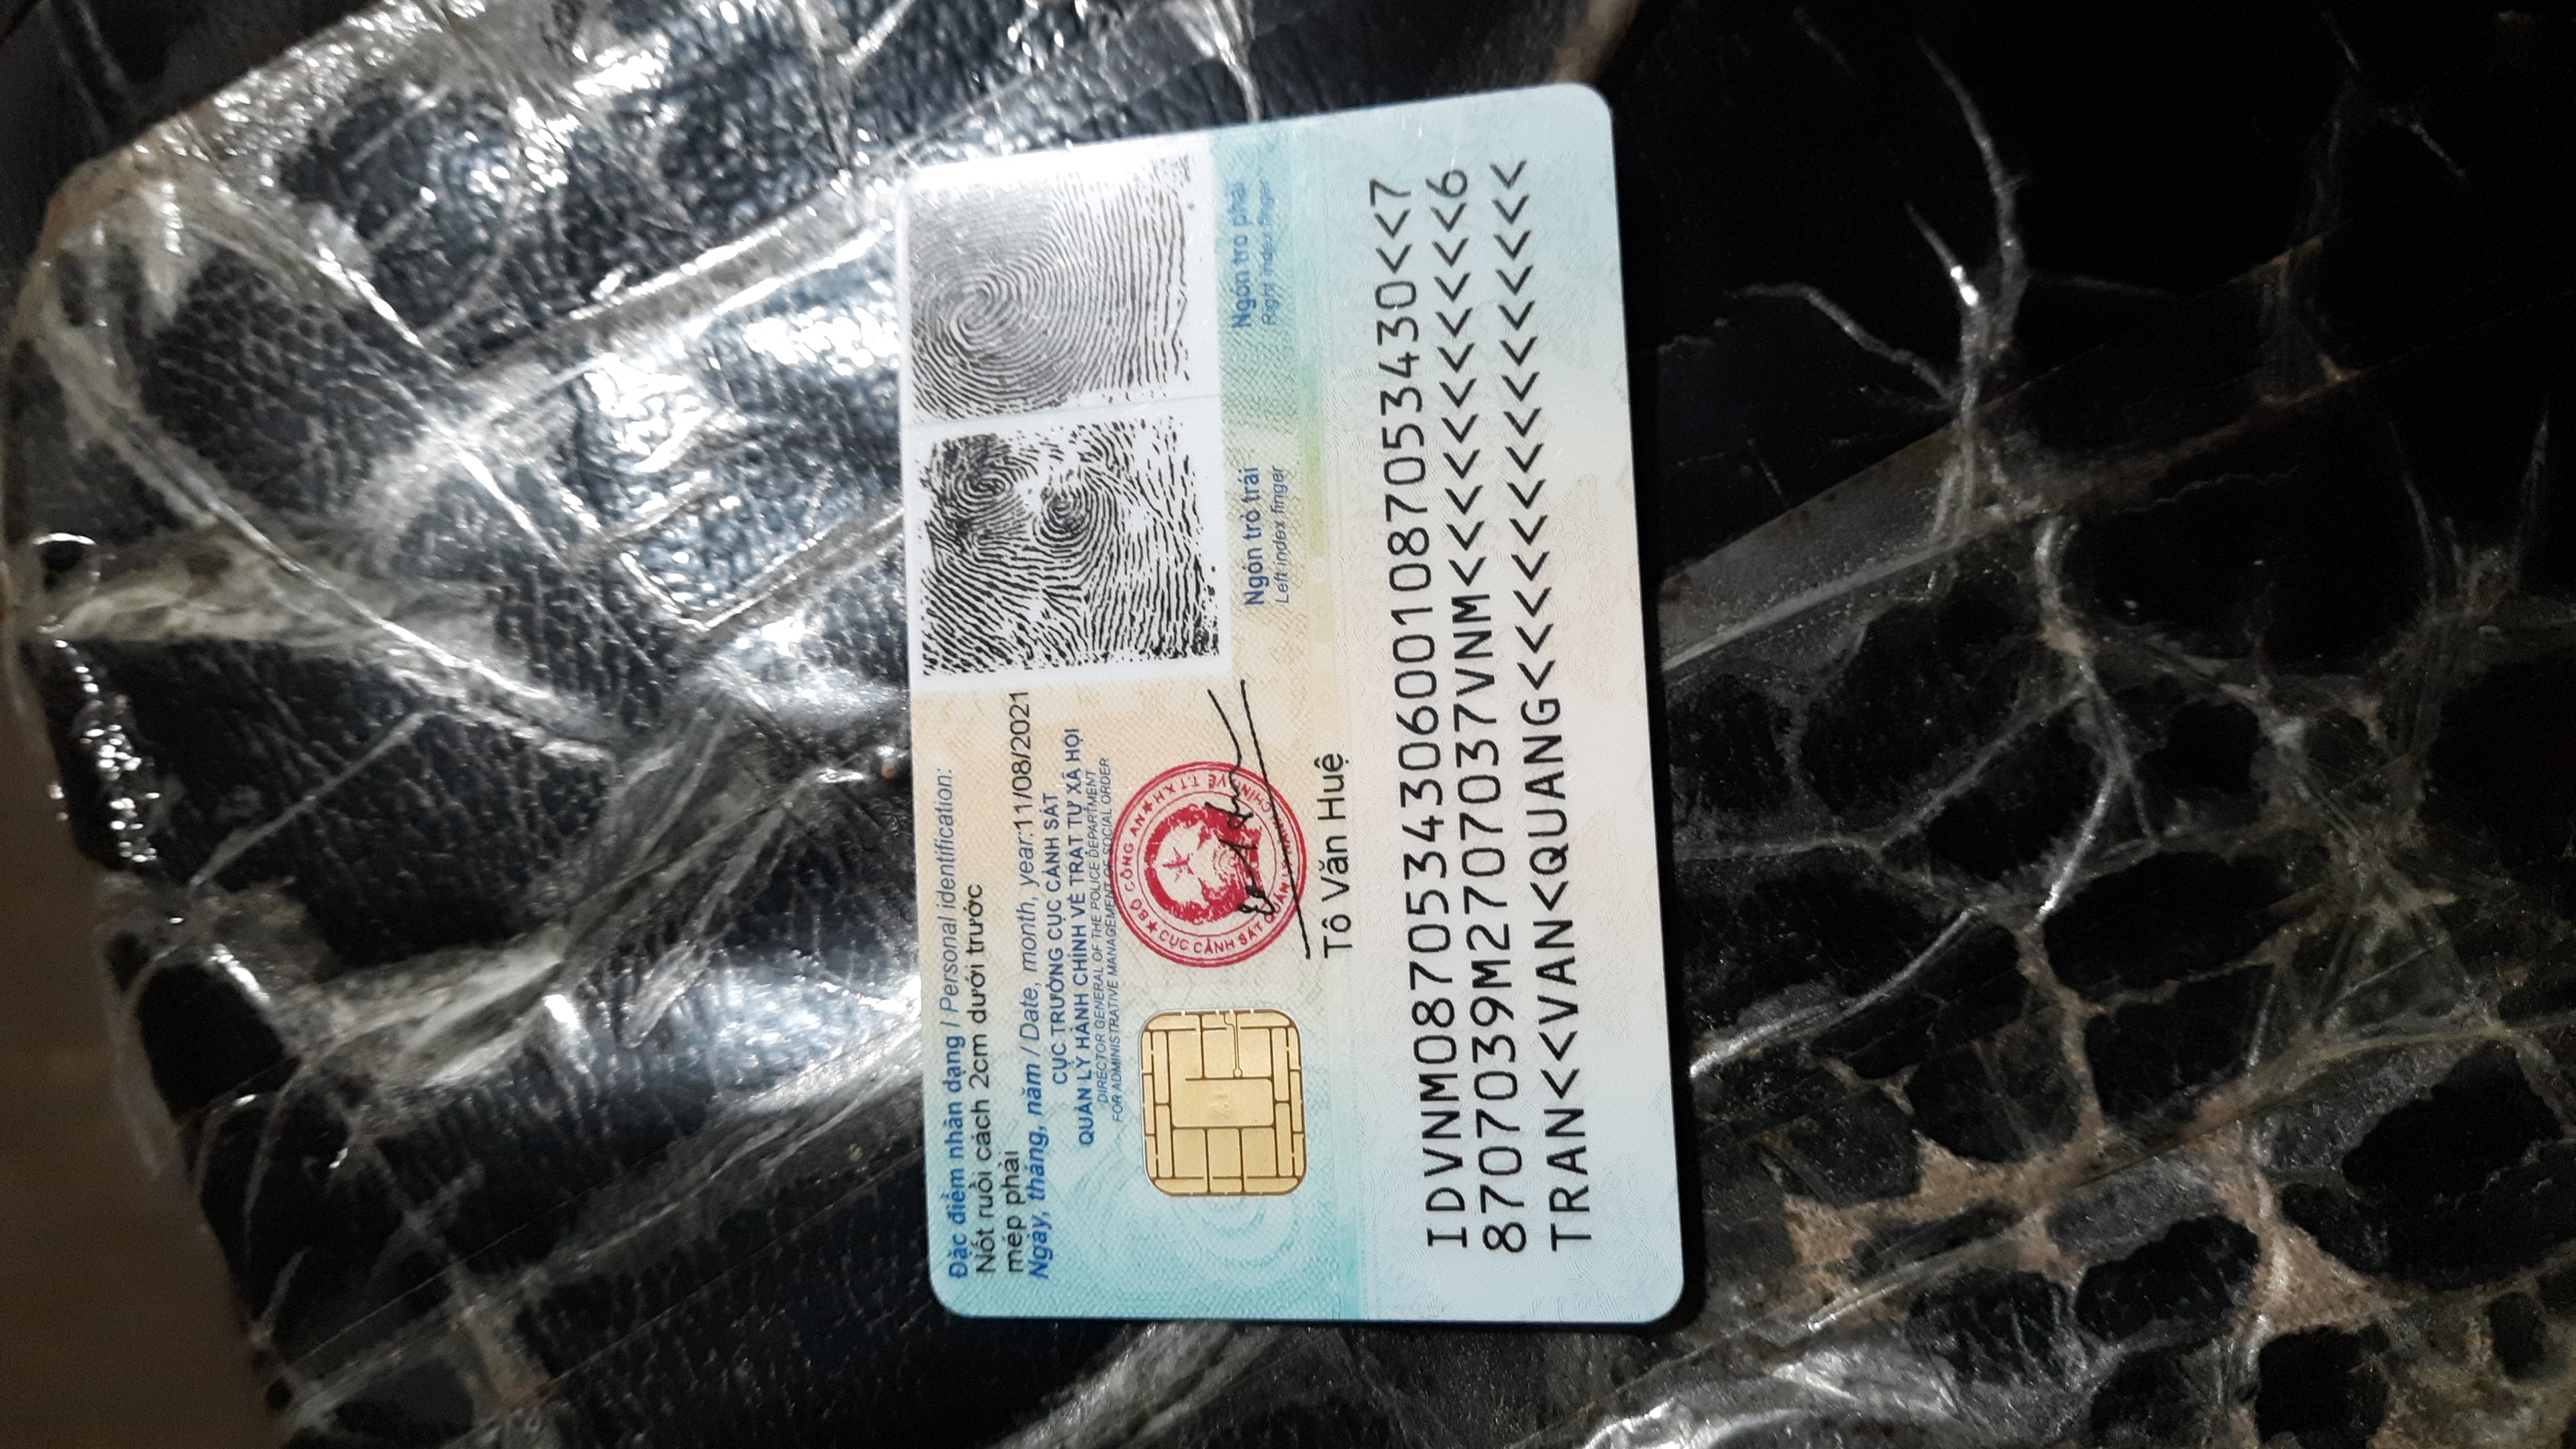 Đặc điểm nhân dạng / Personal identification:
Nốt ruồi cách 2cm dưới trước
mép phải
Ngày, tháng, năm / Date, month, year:11/08/2021
CỤC TRƯỞNG CỤC CẢNH SÁT
QUẢN LÝ HÀNH CHÍNH VỀ TRẬT TỰ XÃ HỘI
DIRECTOR GENERAL OF THE POLICE DEPARTMENT
FOR ADMINISTRATIVE MANAGEMENT OF SOCIAL ORDER
BỘ CÔNG AN
CỤC CẢNH SÁT QUẢN LÝ HÀNH CHÍNH VỀ TTXH
Ngón trỏ trái
Left index finger
Ngón trỏ phải
Right index finger
Tô Văn Huệ
IDVNM0870534306001087053430<<7
8707039M2707037VNM<<<<<<<<<<<6
TRAN<<VAN<QUANG<<<<<<<<<<<<<<<